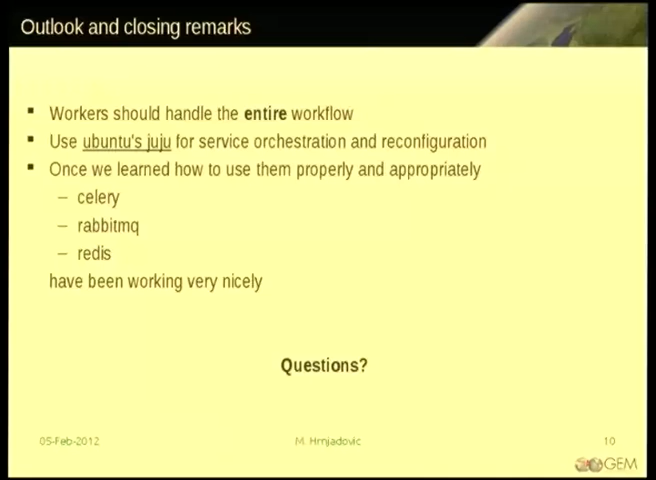 Outlook and closing remarks
Workers should handle the entire workflow
Use ubuntu's juju for service orchestration and reconfiguration
Once we learned how to use them properly and appropriately
– celery
– rabbitmq
– redis
have been working very nicely
Questions?
05-Feb-2012 M. Hrnjadovic 10
GEM